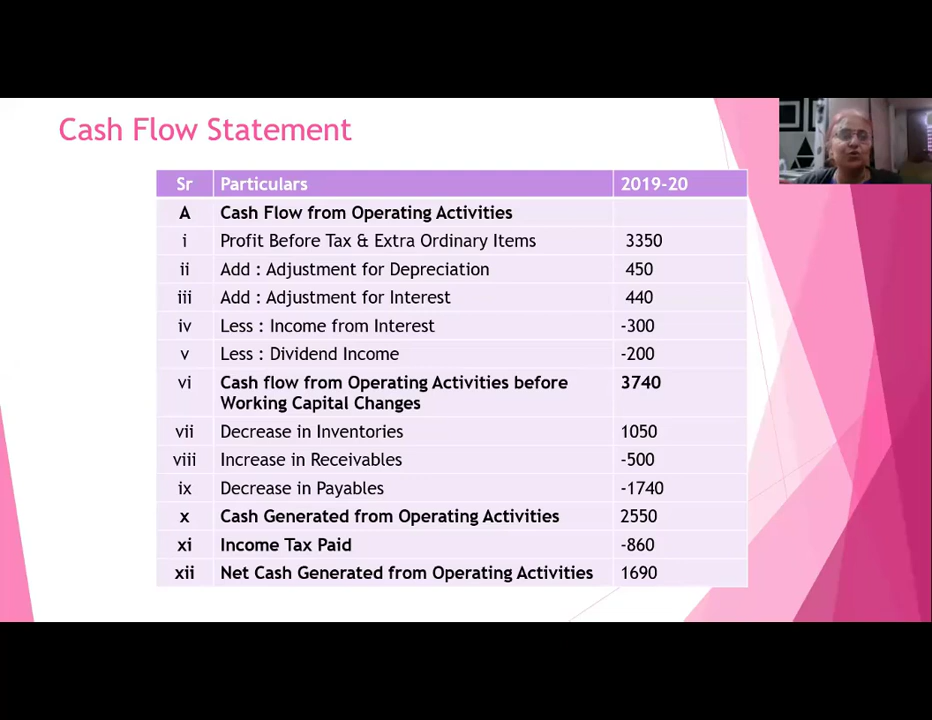 Cash Flow Statement
Sr Particulars 2019-20
A Cash Flow from Operating Activities
i Profit Before Tax & Extra Ordinary Items 3350
ii Add : Adjustment for Depreciation 450
iii Add : Adjustment for Interest 440
iv Less : Income from Interest -300
v Less : Dividend Income -200
vi Cash flow from Operating Activities before 3740
Working Capital Changes
vii Decrease in Inventories 1050
viii Increase in Receivables -500
ix Decrease in Payables -1740
x Cash Generated from Operating Activities 2550
xi Income Tax Paid -860
xii Net Cash Generated from Operating Activities 1690